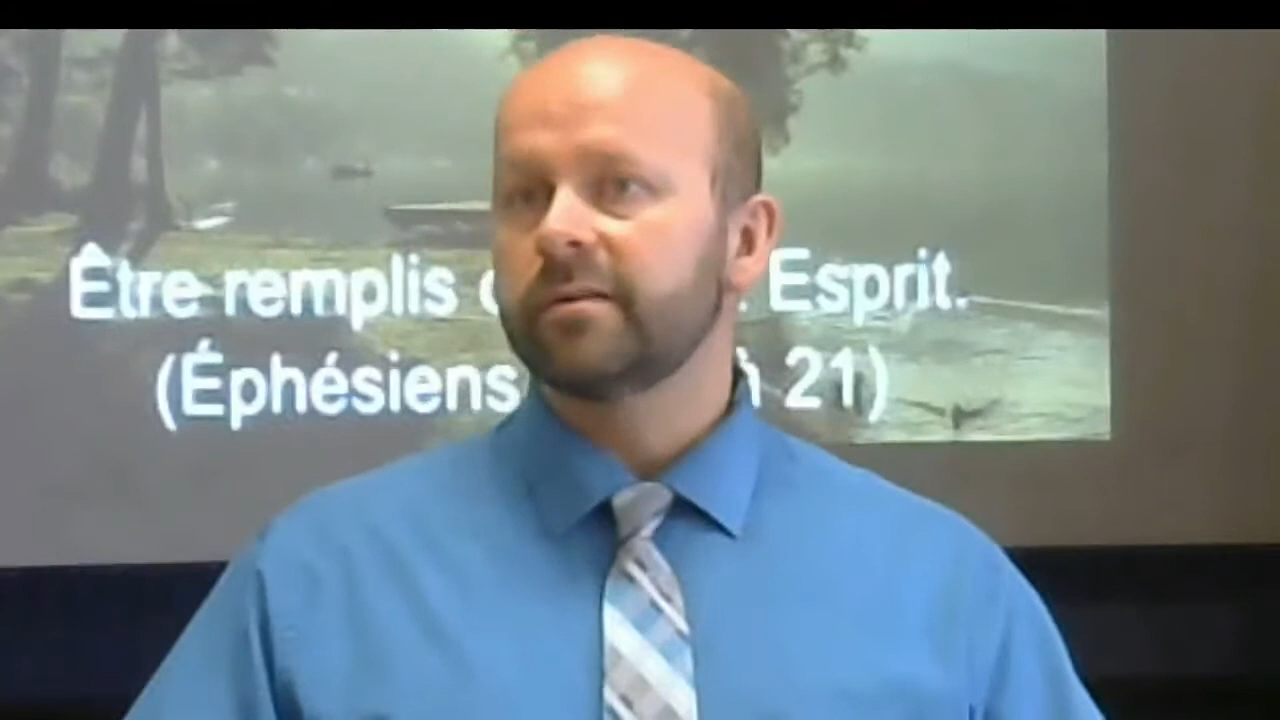 Être remplis Esprit.
(Éphésiens à 21)